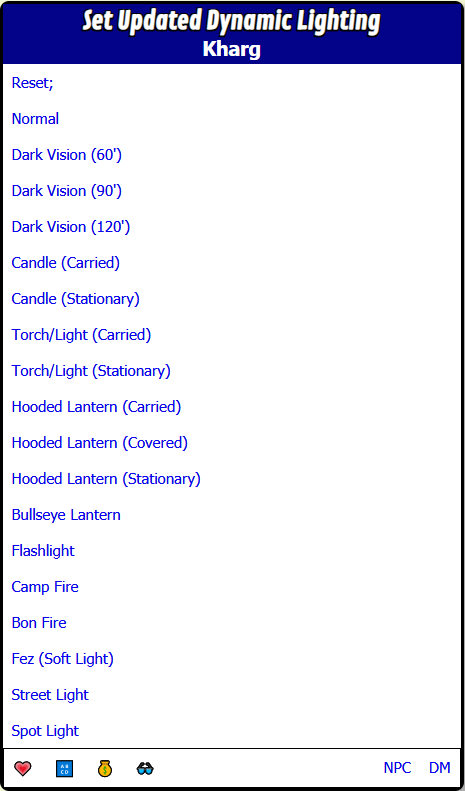 Set Updated Dynamic Lighting
Kharg
Reset;
Normal
Dark Vision (60')
Dark Vision (90')
Dark Vision (120')
Candle (Carried)
Candle (Stationary)
Torch/Light (Carried)
Torch/Light (Stationary)
Hooded Lantern (Carried)
Hooded Lantern (Covered)
Hooded Lantern (Stationary)
Bullseye Lantern
Flashlight
Camp Fire
Bon Fire
Fez (Soft Light)
Street Light
Spot Light
AB
CD
$
NPC DM